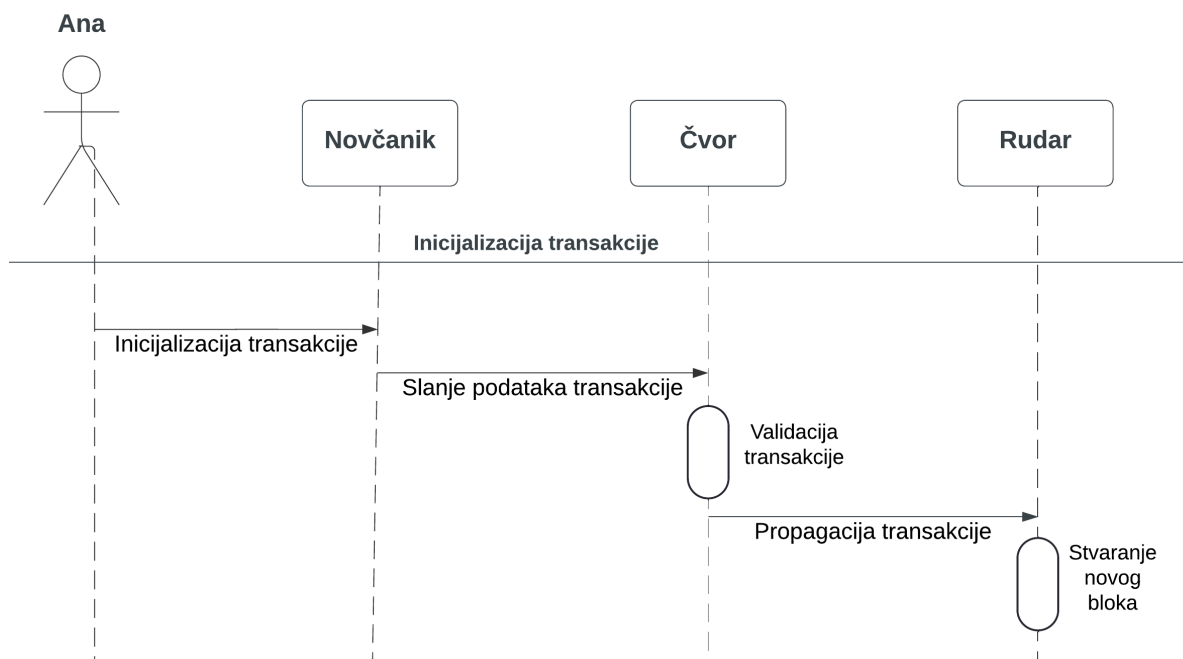 Ana
Novčanik
Čvor
Rudar
Inicijalizacija transakcije
Inicijalizacija transakcije
Slanje podataka transakcije
Validacija
transakcije
Propagacija transakcije
Stvaranje
novog
bloka